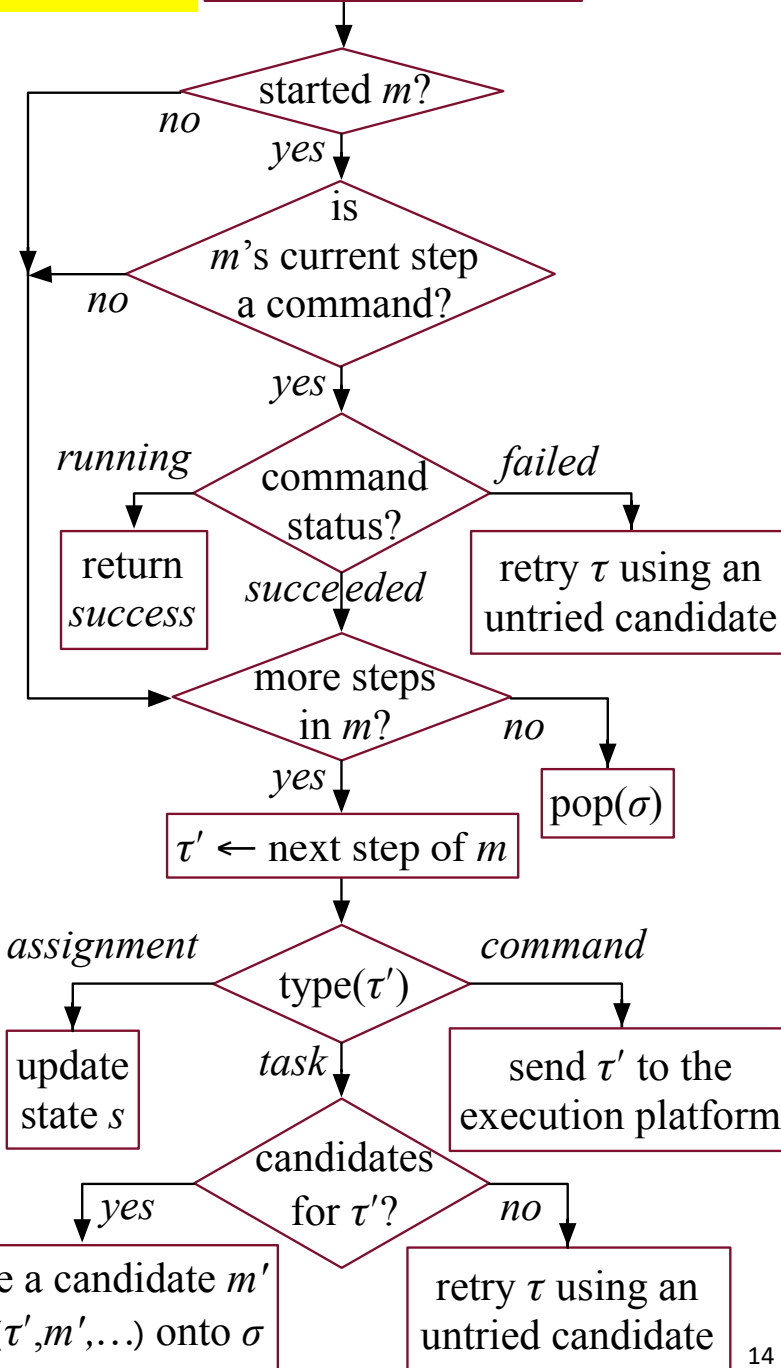 started m?
no
yes
is
m’s current step
a command?
no
yes
running
failed
command
status?
return
success
succeeded
retry τ using an
untried candidate
more steps
in m?
no
yes
pop(σ)
τ′ ← next step of m
assignment
command
type(τ′)
update
state s
task
send τ′ to the
execution platform
candidates
for τ′?
yes
no
e a candidate m′
(τ′,m′,…) onto σ
retry τ using an
untried candidate
14